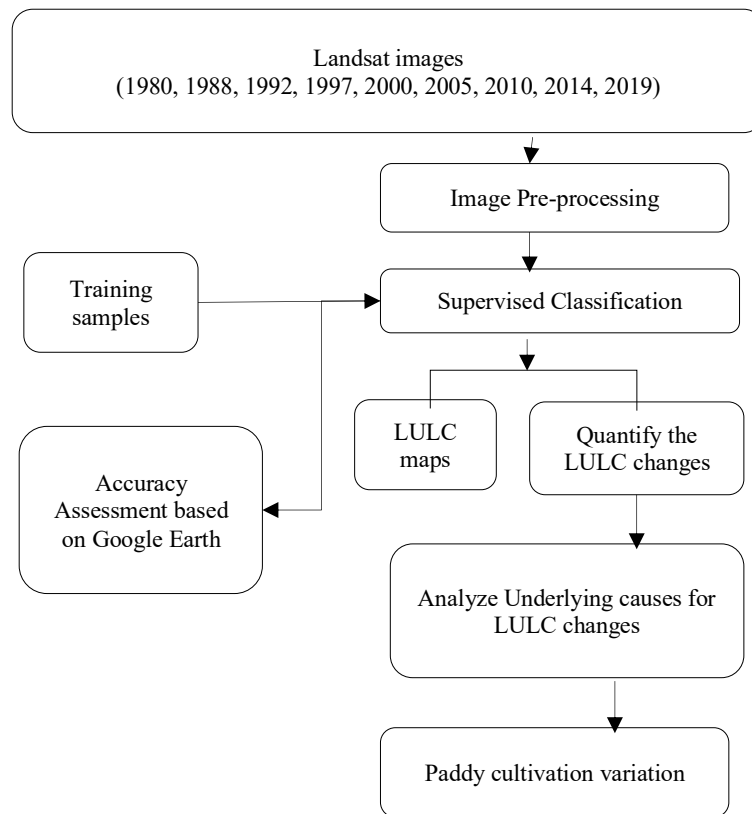 Landsat images
(1980, 1988, 1992, 1997, 2000, 2005, 2010, 2014, 2019)
Image Pre-processing
Training
samples
Supervised Classification
LULC
maps
Quantify the
LULC changes
Accuracy
Assessment based
on Google Earth
Analyze Underlying causes for
LULC changes
Paddy cultivation variation